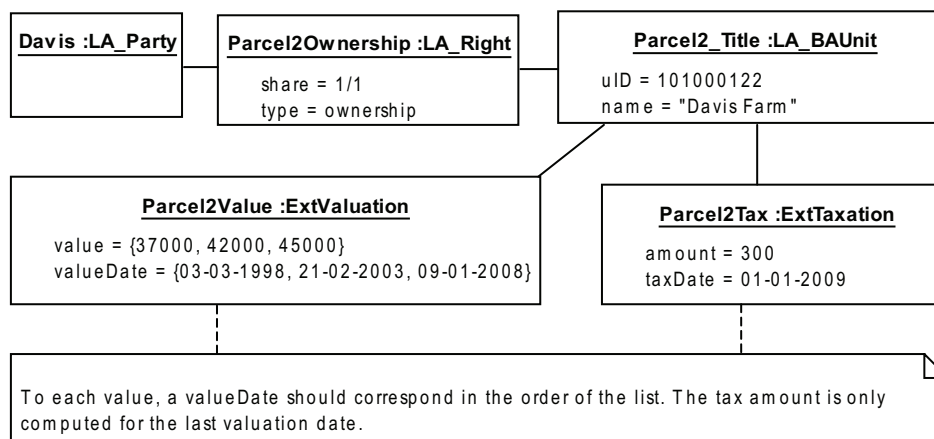 Davis :LA_Party
Parcel2Ownership :LA_Right
share = 1/1
type = ownership
Parcel2_Title :LA_BAUnit
uID = 101000122
name = "Davis Farm"
Parcel2Value :ExtValuation
value = {37000, 42000, 45000}
valueDate = {03-03-1998, 21-02-2003, 09-01-2008}
Parcel2Tax :ExtTaxation
amount = 300
taxDate = 01-01-2009
To each value, a valueDate should correspond in the order of the list. The tax amount is only
computed for the last valuation date.